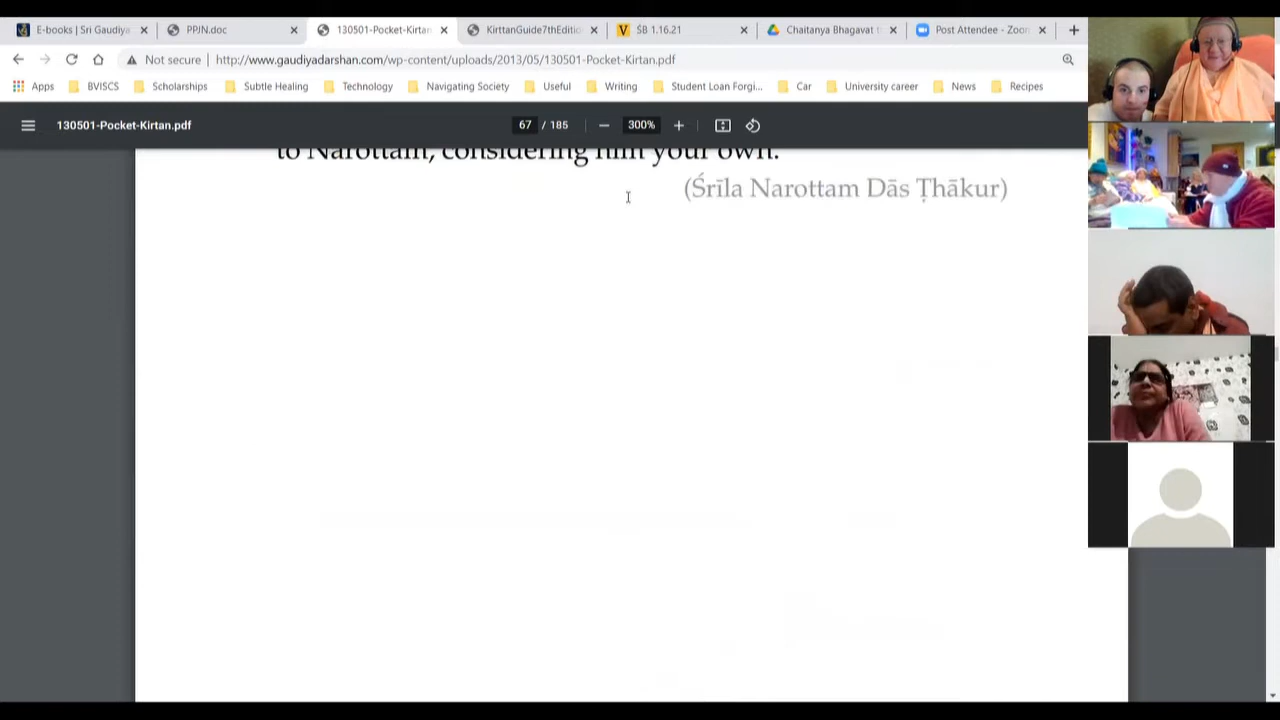 E-books | Sri Gaudiya
PPJN.doc
130501-Pocket-Kirtan.
KirttanGuide7thEditi
V ŚB 1.16.21
Chaitanya Bhagavat t
Post Attendee - Zoom
Not secure http://www.gaudiyadarshan.com/wp-content/uploads/2013/05/130501-Pocket-Kirtan.pdf
Apps BVISCS Scholarships Subtle Healing Technology Navigating Society Useful Writing Student Loan Forgi... Car University career News Recipes
130501-Pocket-Kirtan.pdf 67 / 185 300%
to Narottam, considering him your own.
(Śrīla Narottam Dās Ṭhākur)